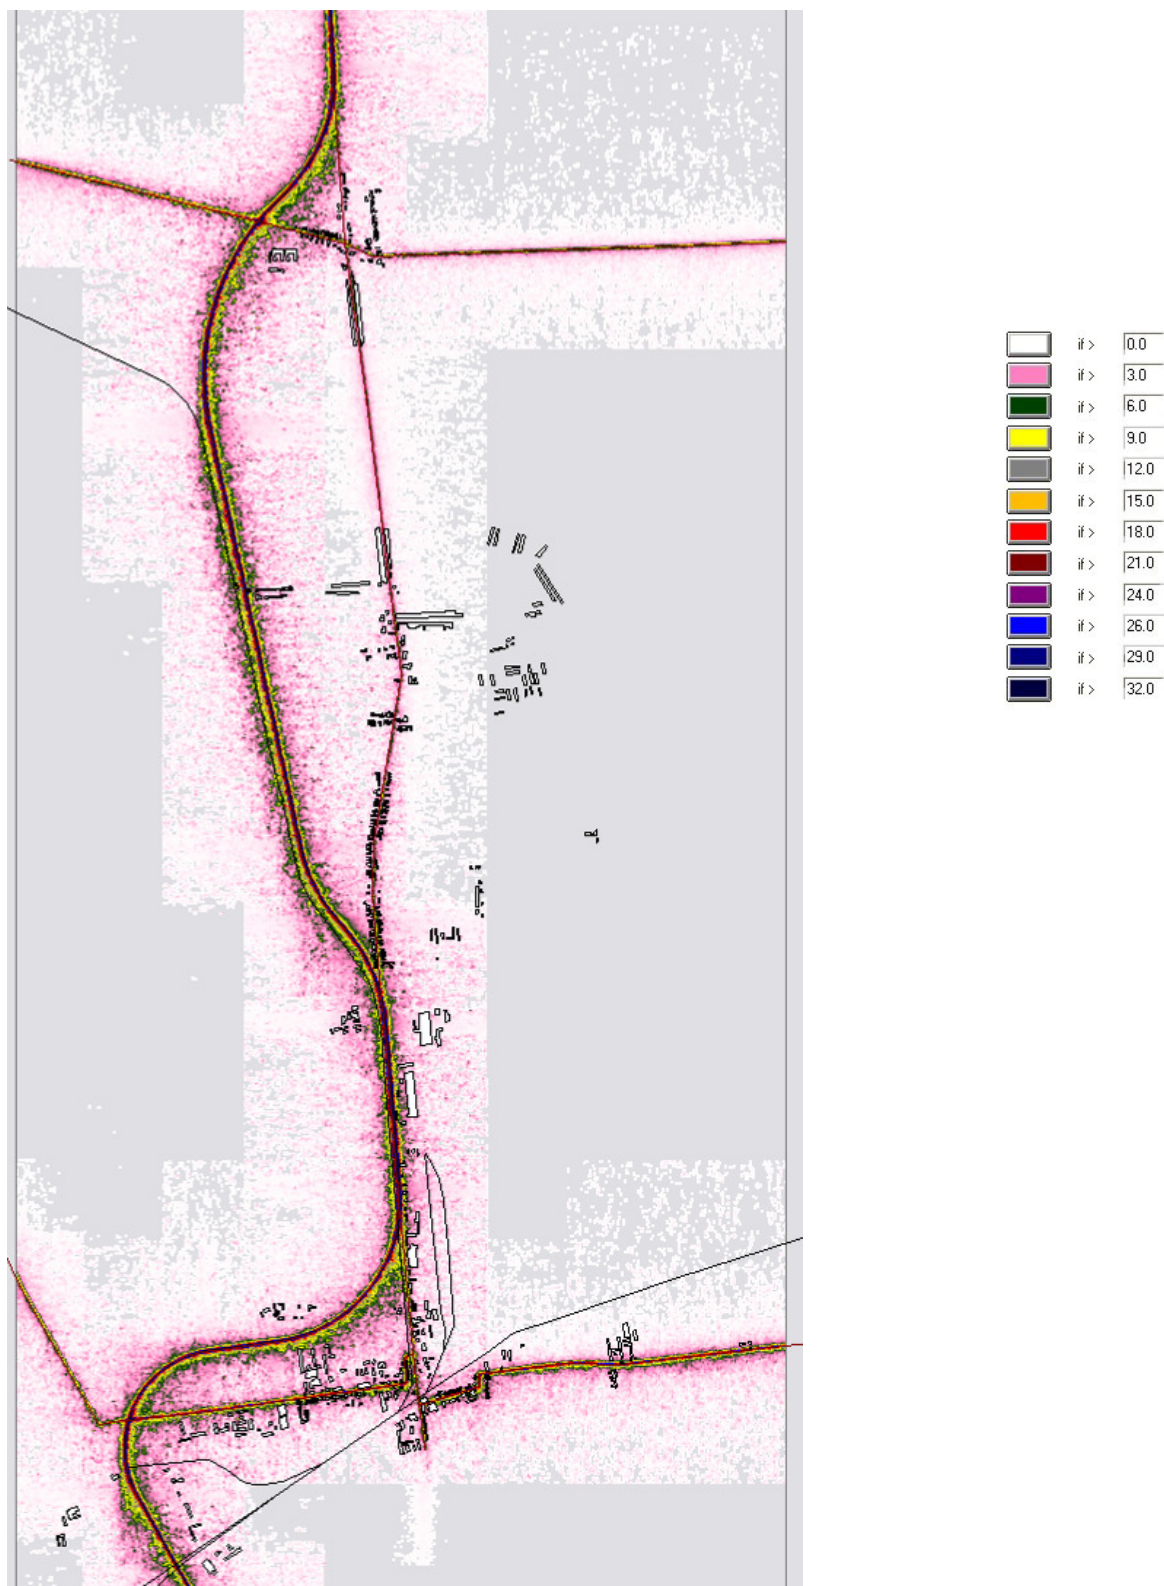 if > 0.0
if > 3.0
if > 6.0
if > 9.0
if > 12.0
if > 15.0
if > 18.0
if > 21.0
if > 24.0
if > 26.0
if > 29.0
if > 32.0